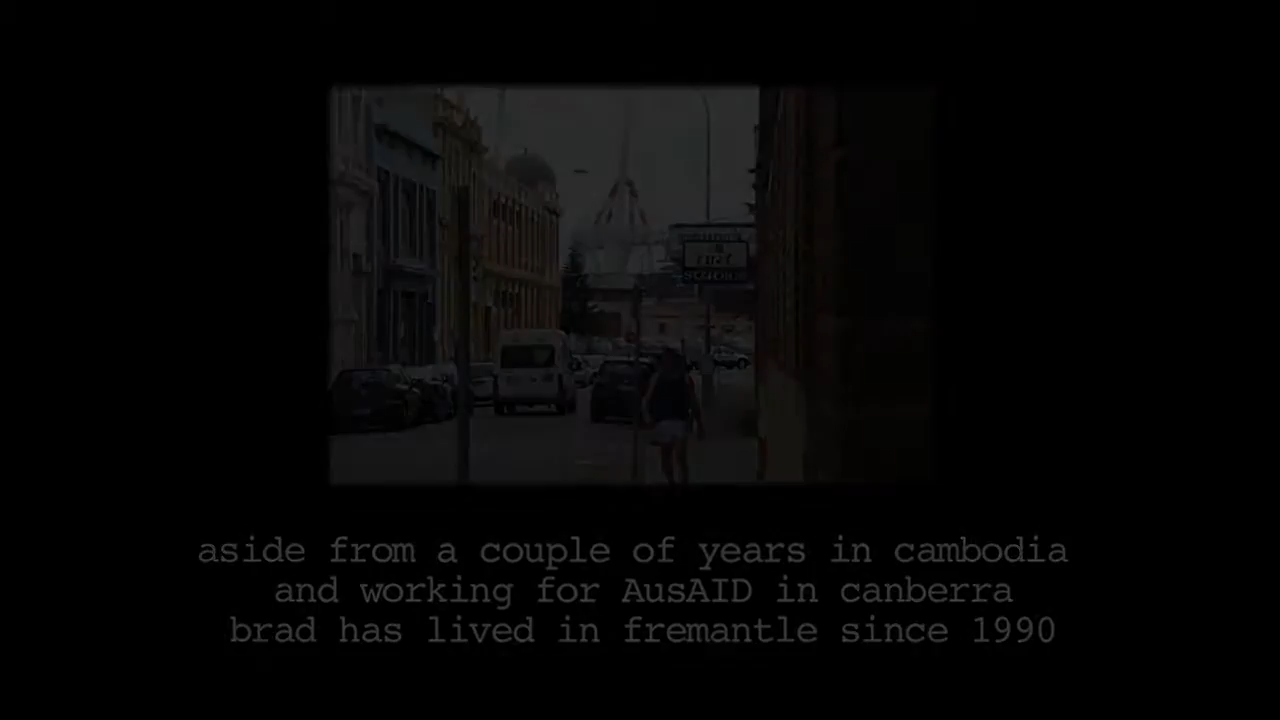 aside from a couple of years in cambodia
and working for AusAID in canberra
brad has lived in fremantle since 1990